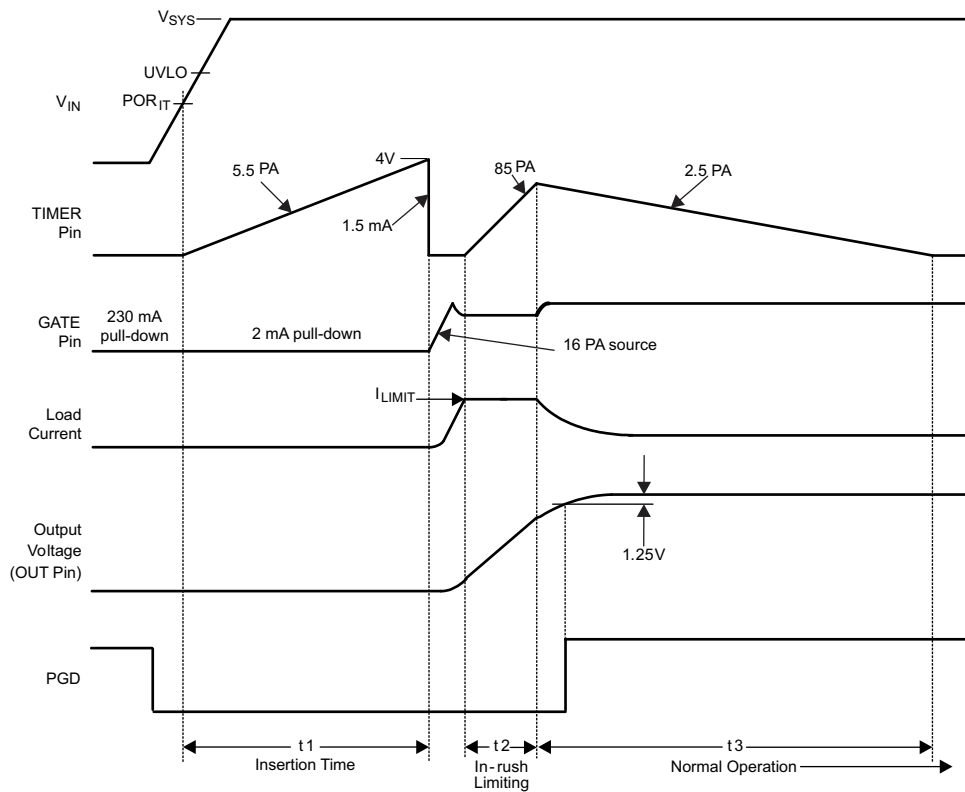 VSYS
UVLO
VIN
PORIT
4V
5.5 PA
85 PA
2.5 PA
TIMER
Pin
1.5 mA
GATE
Pin
230 mA
pull-down
2 mA pull-down
16 PA source
ILIMIT
Load
Current
Output
Voltage
(OUT Pin)
1.25V
PGD
t1
Insertion Time
t2
In-rush
Limiting
t3
Normal Operation